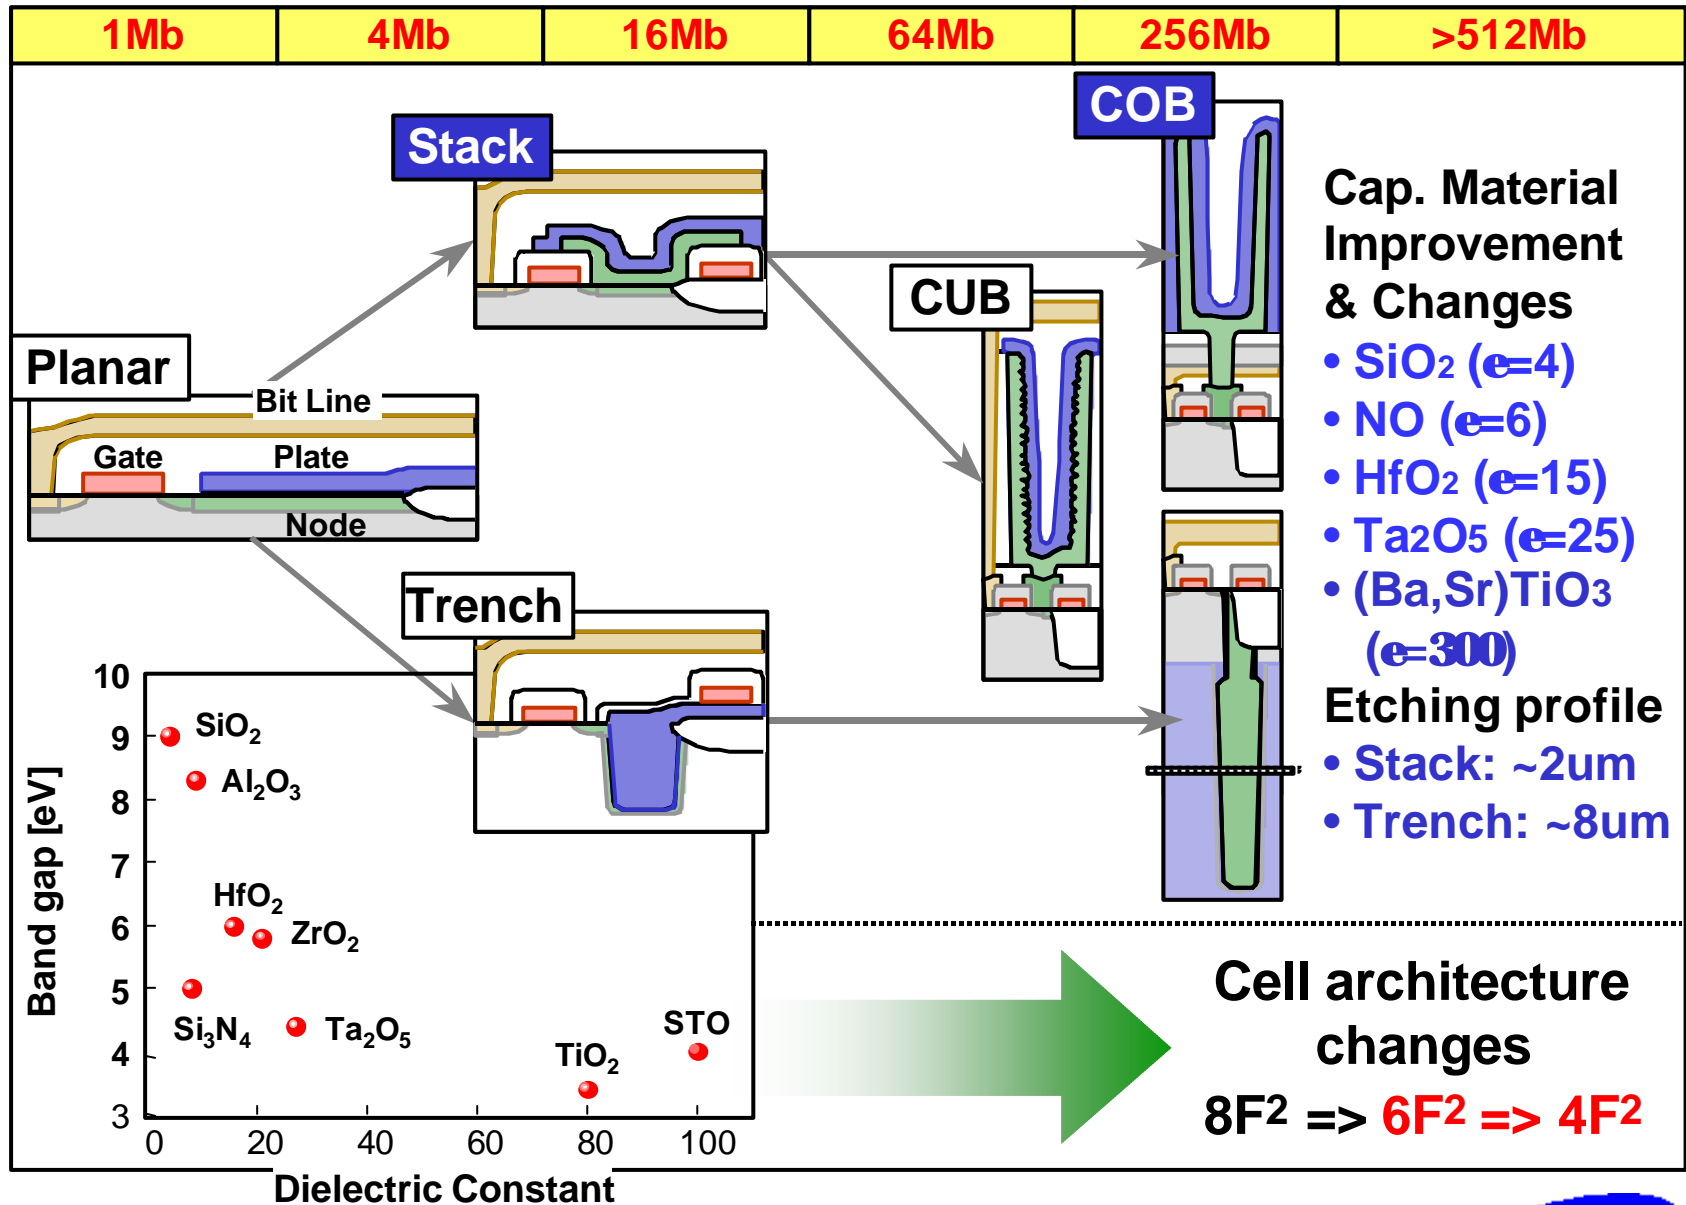 1Mb 4Mb 16Mb 64Mb 256Mb >512Mb
COB
Stack
CUB
Planar
Bit Line
Gate
Plate
Node
Trench
Cap. Material
Improvement
& Changes
• SiO2 (e=4)
• NO (e=6)
• HfO2 (e=15)
• Ta2O5 (e=25)
• (Ba,Sr)TiO3
(e=300)
Etching profile
• Stack: ~2um
• Trench: ~8um
Band gap [eV]
10
9
8
7
6
5
4
3
SiO₂
Al₂O₃
HfO₂
ZrO₂
Si₃N₄
Ta₂O₅
TiO₂
STO
0 20 40 60 80 100
Dielectric Constant
Cell architecture
changes
8F² => 6F² => 4F²